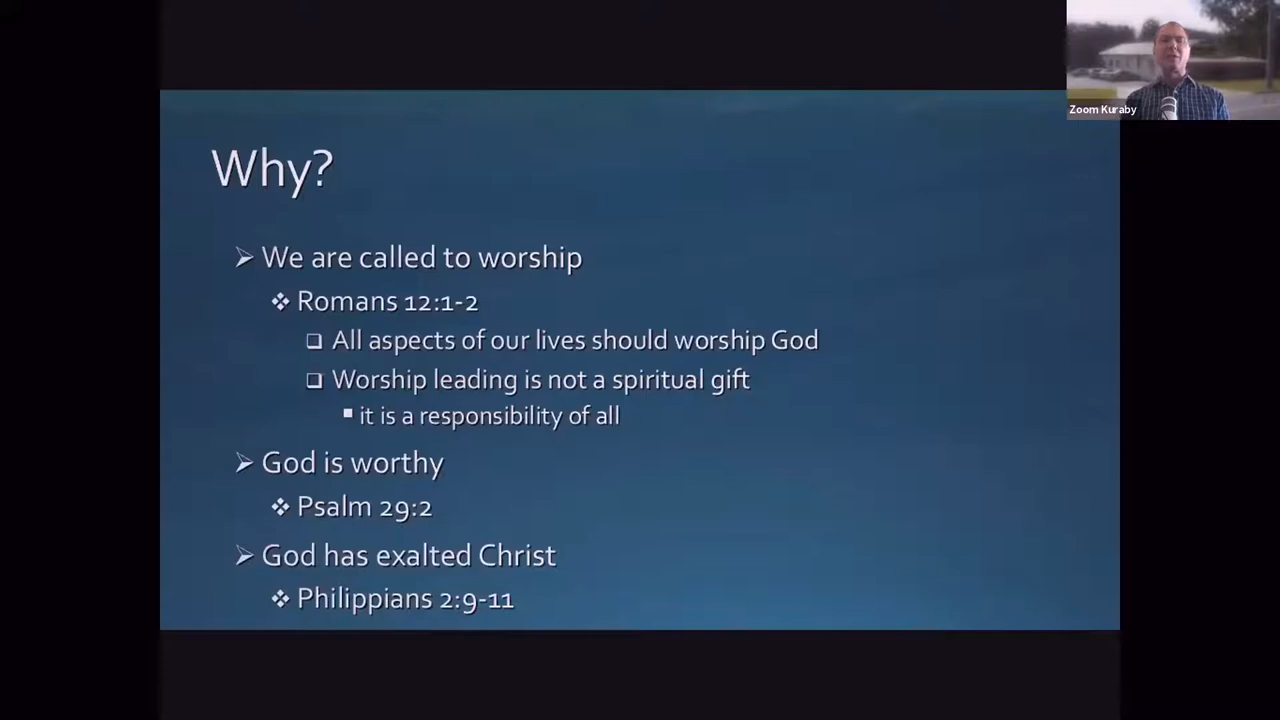 Zoom Kuraby
Why?
We are called to worship
Romans 12:1-2
All aspects of our lives should worship God
Worship leading is not a spiritual gift
it is a responsibility of all
God is worthy
Psalm 29:2
God has exalted Christ
Philippians 2:9-11